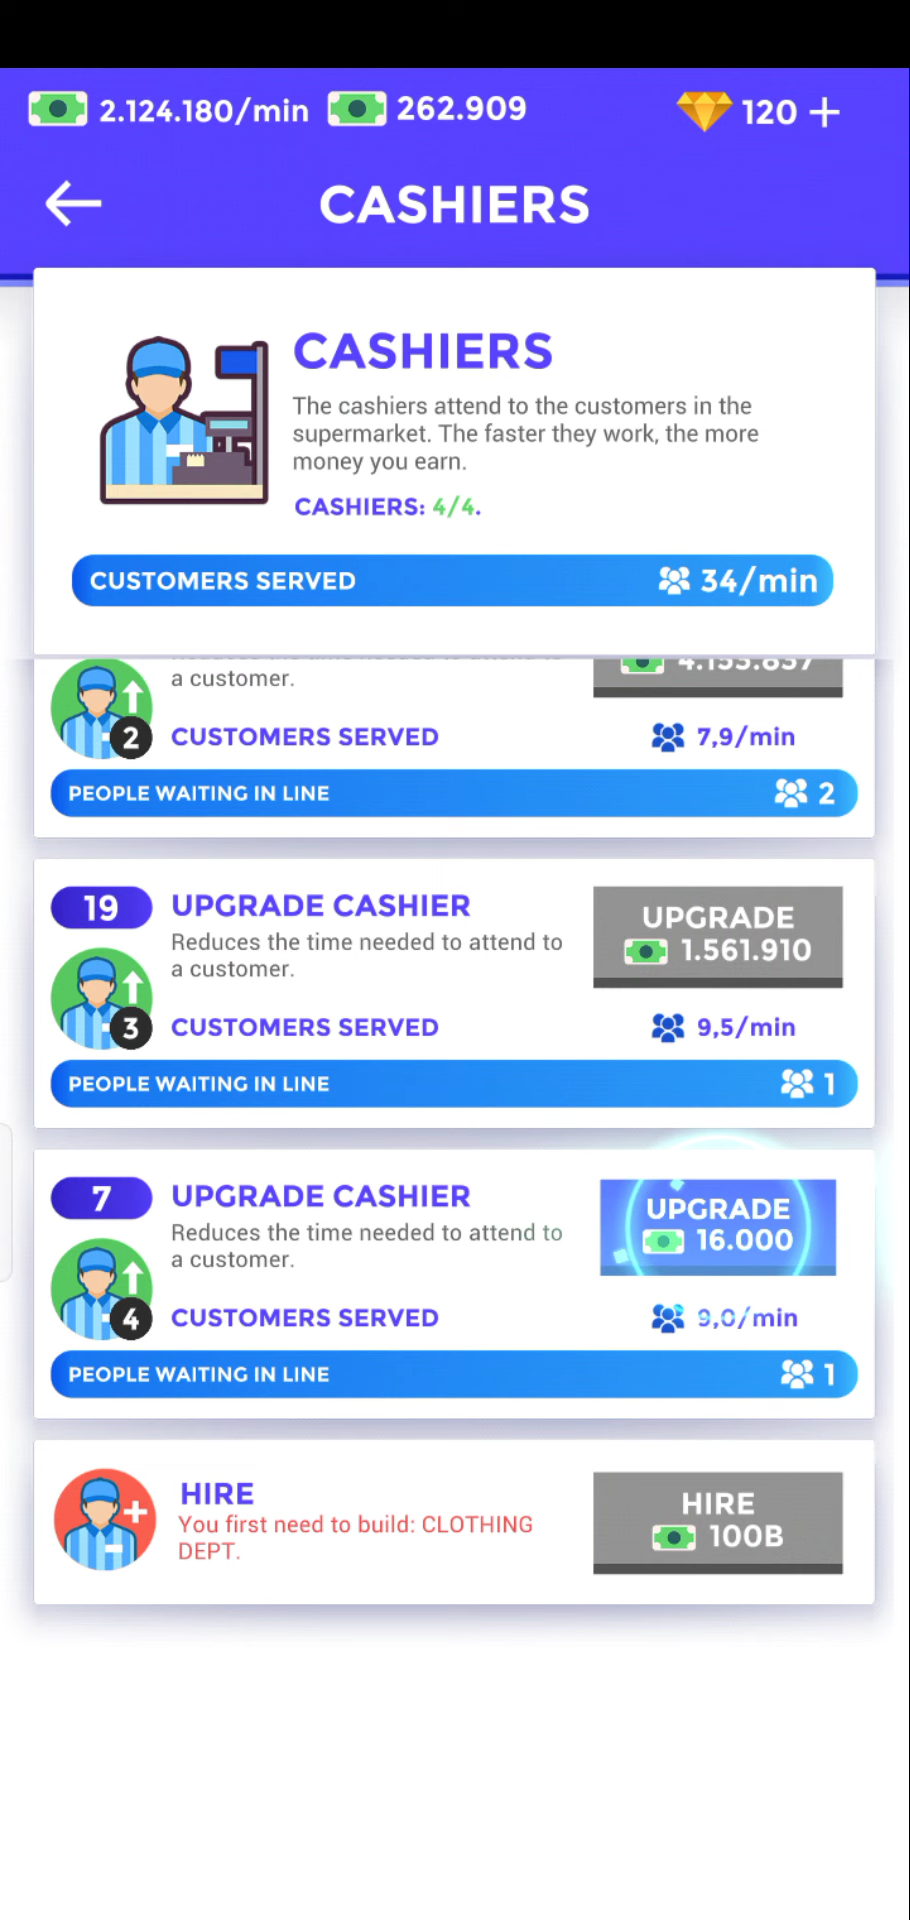 2.124.180/min 262.909 120 +
CASHIERS
CASHIERS
The cashiers attend to the customers in the
supermarket. The faster they work, the more
money you earn.
CASHIERS: 4/4.
CUSTOMERS SERVED 34/min
a customer.
2
CUSTOMERS SERVED 7,9/min
PEOPLE WAITING IN LINE 2
19 UPGRADE CASHIER
Reduces the time needed to attend to
a customer.
UPGRADE
1.561.910
3
CUSTOMERS SERVED 9,5/min
PEOPLE WAITING IN LINE 1
7 UPGRADE CASHIER
Reduces the time needed to attend to
a customer.
UPGRADE
16.000
4
CUSTOMERS SERVED 9,0/min
PEOPLE WAITING IN LINE 1
HIRE
You first need to build: CLOTHING
DEPT.
HIRE
100B